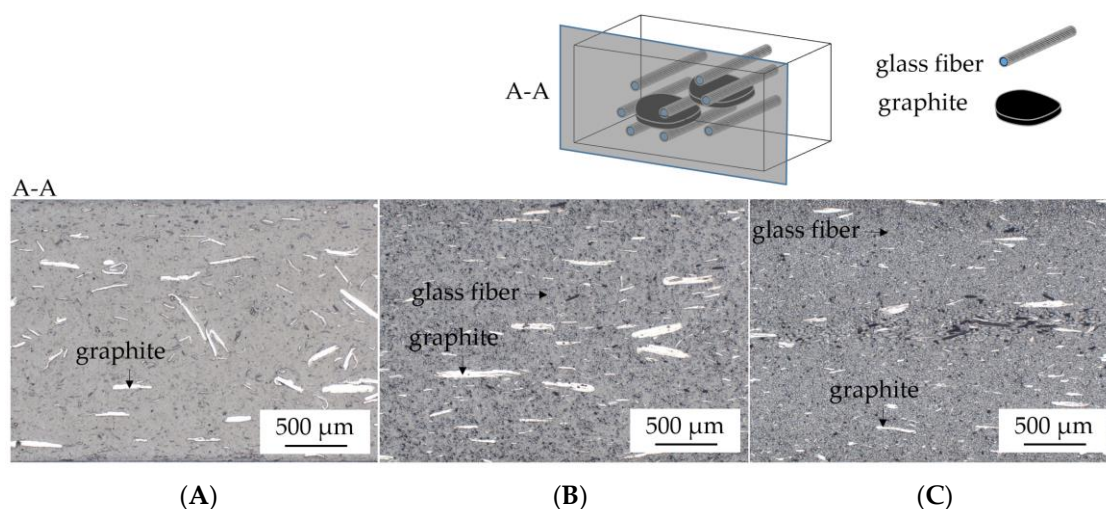 glass fiber
A-A
graphite
A-A
glass fiber
glass fiber
graphite
graphite
graphite
500 µm
500 µm
500 µm
(A)
(B)
(C)